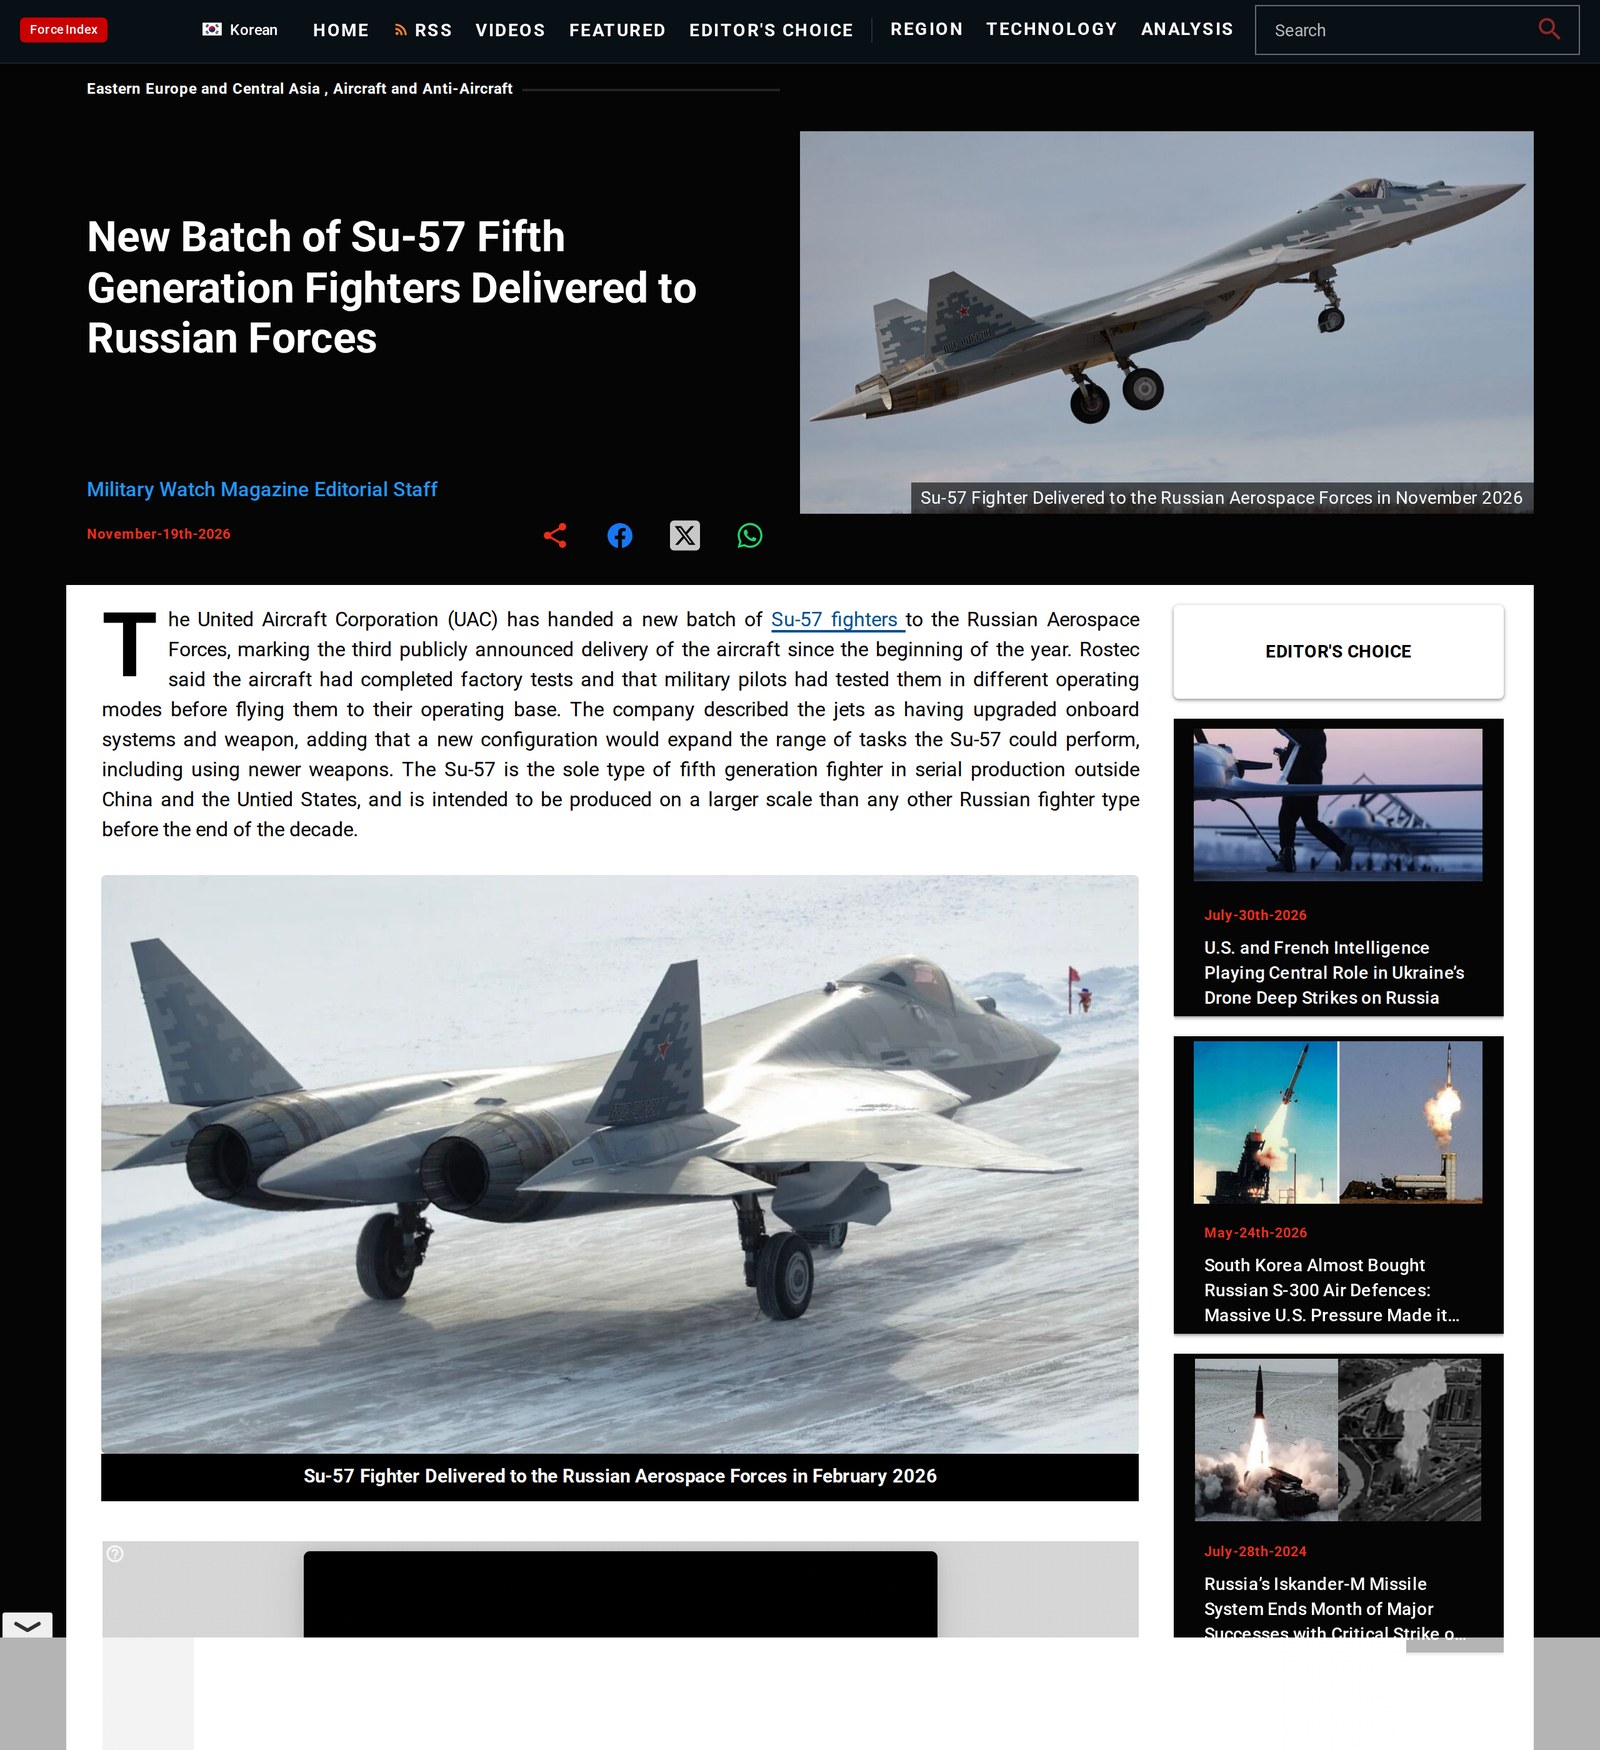 Force Index
Korean
HOME
RSS
VIDEOS
FEATURED
EDITOR'S CHOICE
REGION
TECHNOLOGY
ANALYSIS
Search
Eastern Europe and Central Asia , Aircraft and Anti-Aircraft
New Batch of Su-57 Fifth
Generation Fighters Delivered to
Russian Forces
Military Watch Magazine Editorial Staff
November-19th-2026
Su-57 Fighter Delivered to the Russian Aerospace Forces in November 2026
The United Aircraft Corporation (UAC) has handed a new batch of Su-57 fighters to the Russian Aerospace
Forces, marking the third publicly announced delivery of the aircraft since the beginning of the year. Rostec
said the aircraft had completed factory tests and that military pilots had tested them in different operating
modes before flying them to their operating base. The company described the jets as having upgraded onboard
systems and weapon, adding that a new configuration would expand the range of tasks the Su-57 could perform,
including using newer weapons. The Su-57 is the sole type of fifth generation fighter in serial production outside
China and the Untied States, and is intended to be produced on a larger scale than any other Russian fighter type
before the end of the decade.
Su-57 Fighter Delivered to the Russian Aerospace Forces in February 2026
EDITOR'S CHOICE
July-30th-2026
U.S. and French Intelligence
Playing Central Role in Ukraine's
Drone Deep Strikes on Russia
May-24th-2026
South Korea Almost Bought
Russian S-300 Air Defences:
Massive U.S. Pressure Made it...
July-28th-2024
Russia's Iskander-M Missile
System Ends Month of Major
Successes with Critical Strike o...